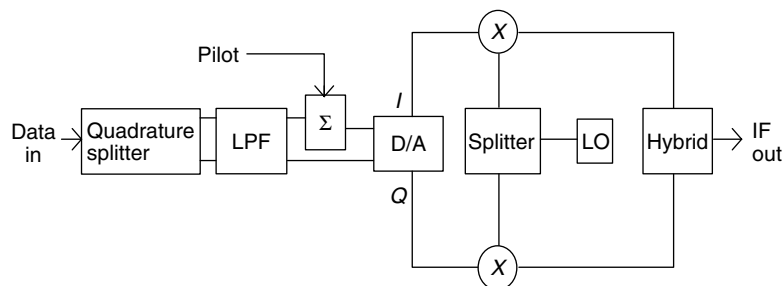 Pilot
Data
in
Quadrature
splitter
LPF
Σ
I
D/A
Q
X
Splitter
LO
X
Hybrid
IF
out